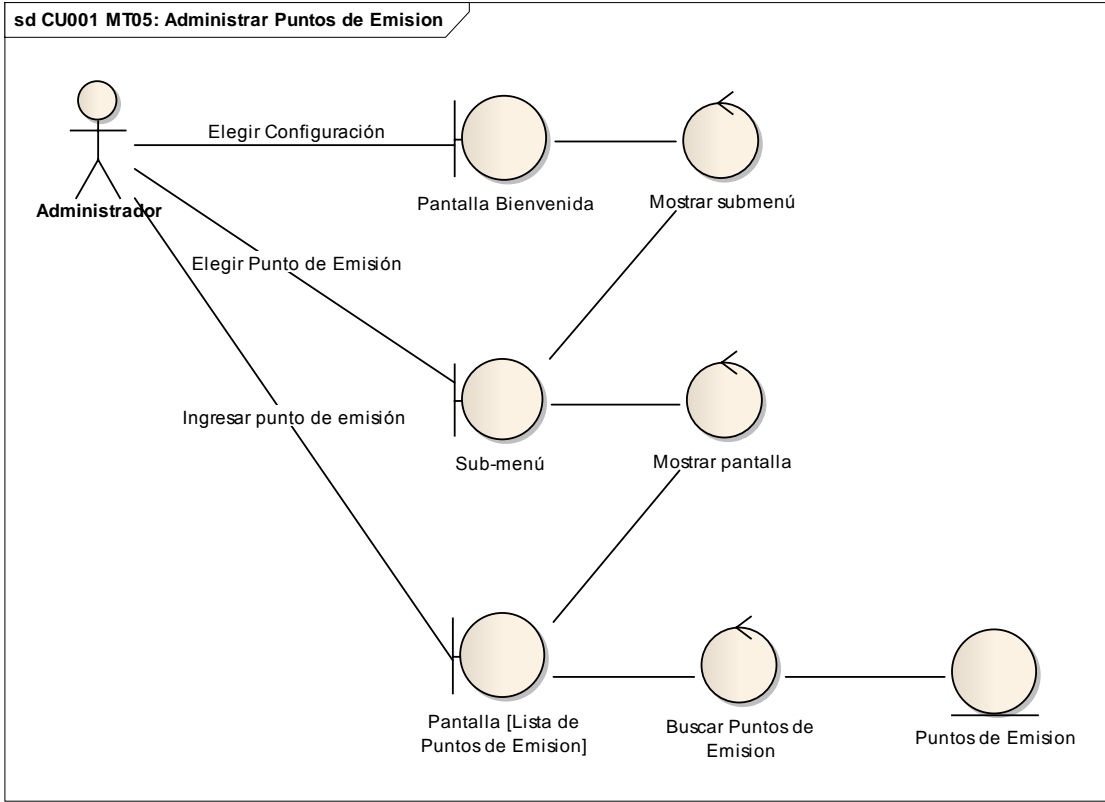 sd CU001 MT05: Administrar Puntos de Emision
Elegir Configuración
Administrador
Pantalla Bienvenida
Mostrar submenú
Elegir Punto de Emisión
Ingresar punto de emisión
Sub-menú
Mostrar pantalla
Pantalla [Lista de
Puntos de Emision]
Buscar Puntos de
Emision
Puntos de Emision